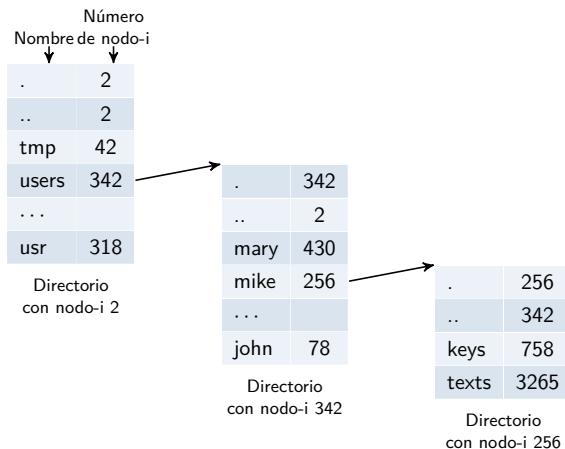 Número
Nombre de nodo-i
. 2
.. 2
tmp 42
users 342
...
usr 318
Directorio
con nodo-i 2
. 342
.. 2
mary 430
mike 256
...
john 78
Directorio
con nodo-i 342
. 256
.. 342
keys 758
texts 3265
Directorio
con nodo-i 256